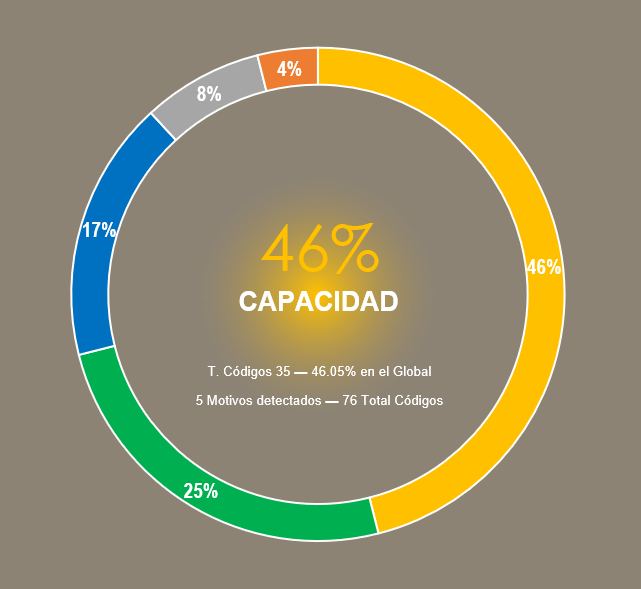 4%
8%
17%
46%
46%
CAPACIDAD
T. Códigos 35 — 46.05% en el Global
5 Motivos detectados — 76 Total Códigos
25%